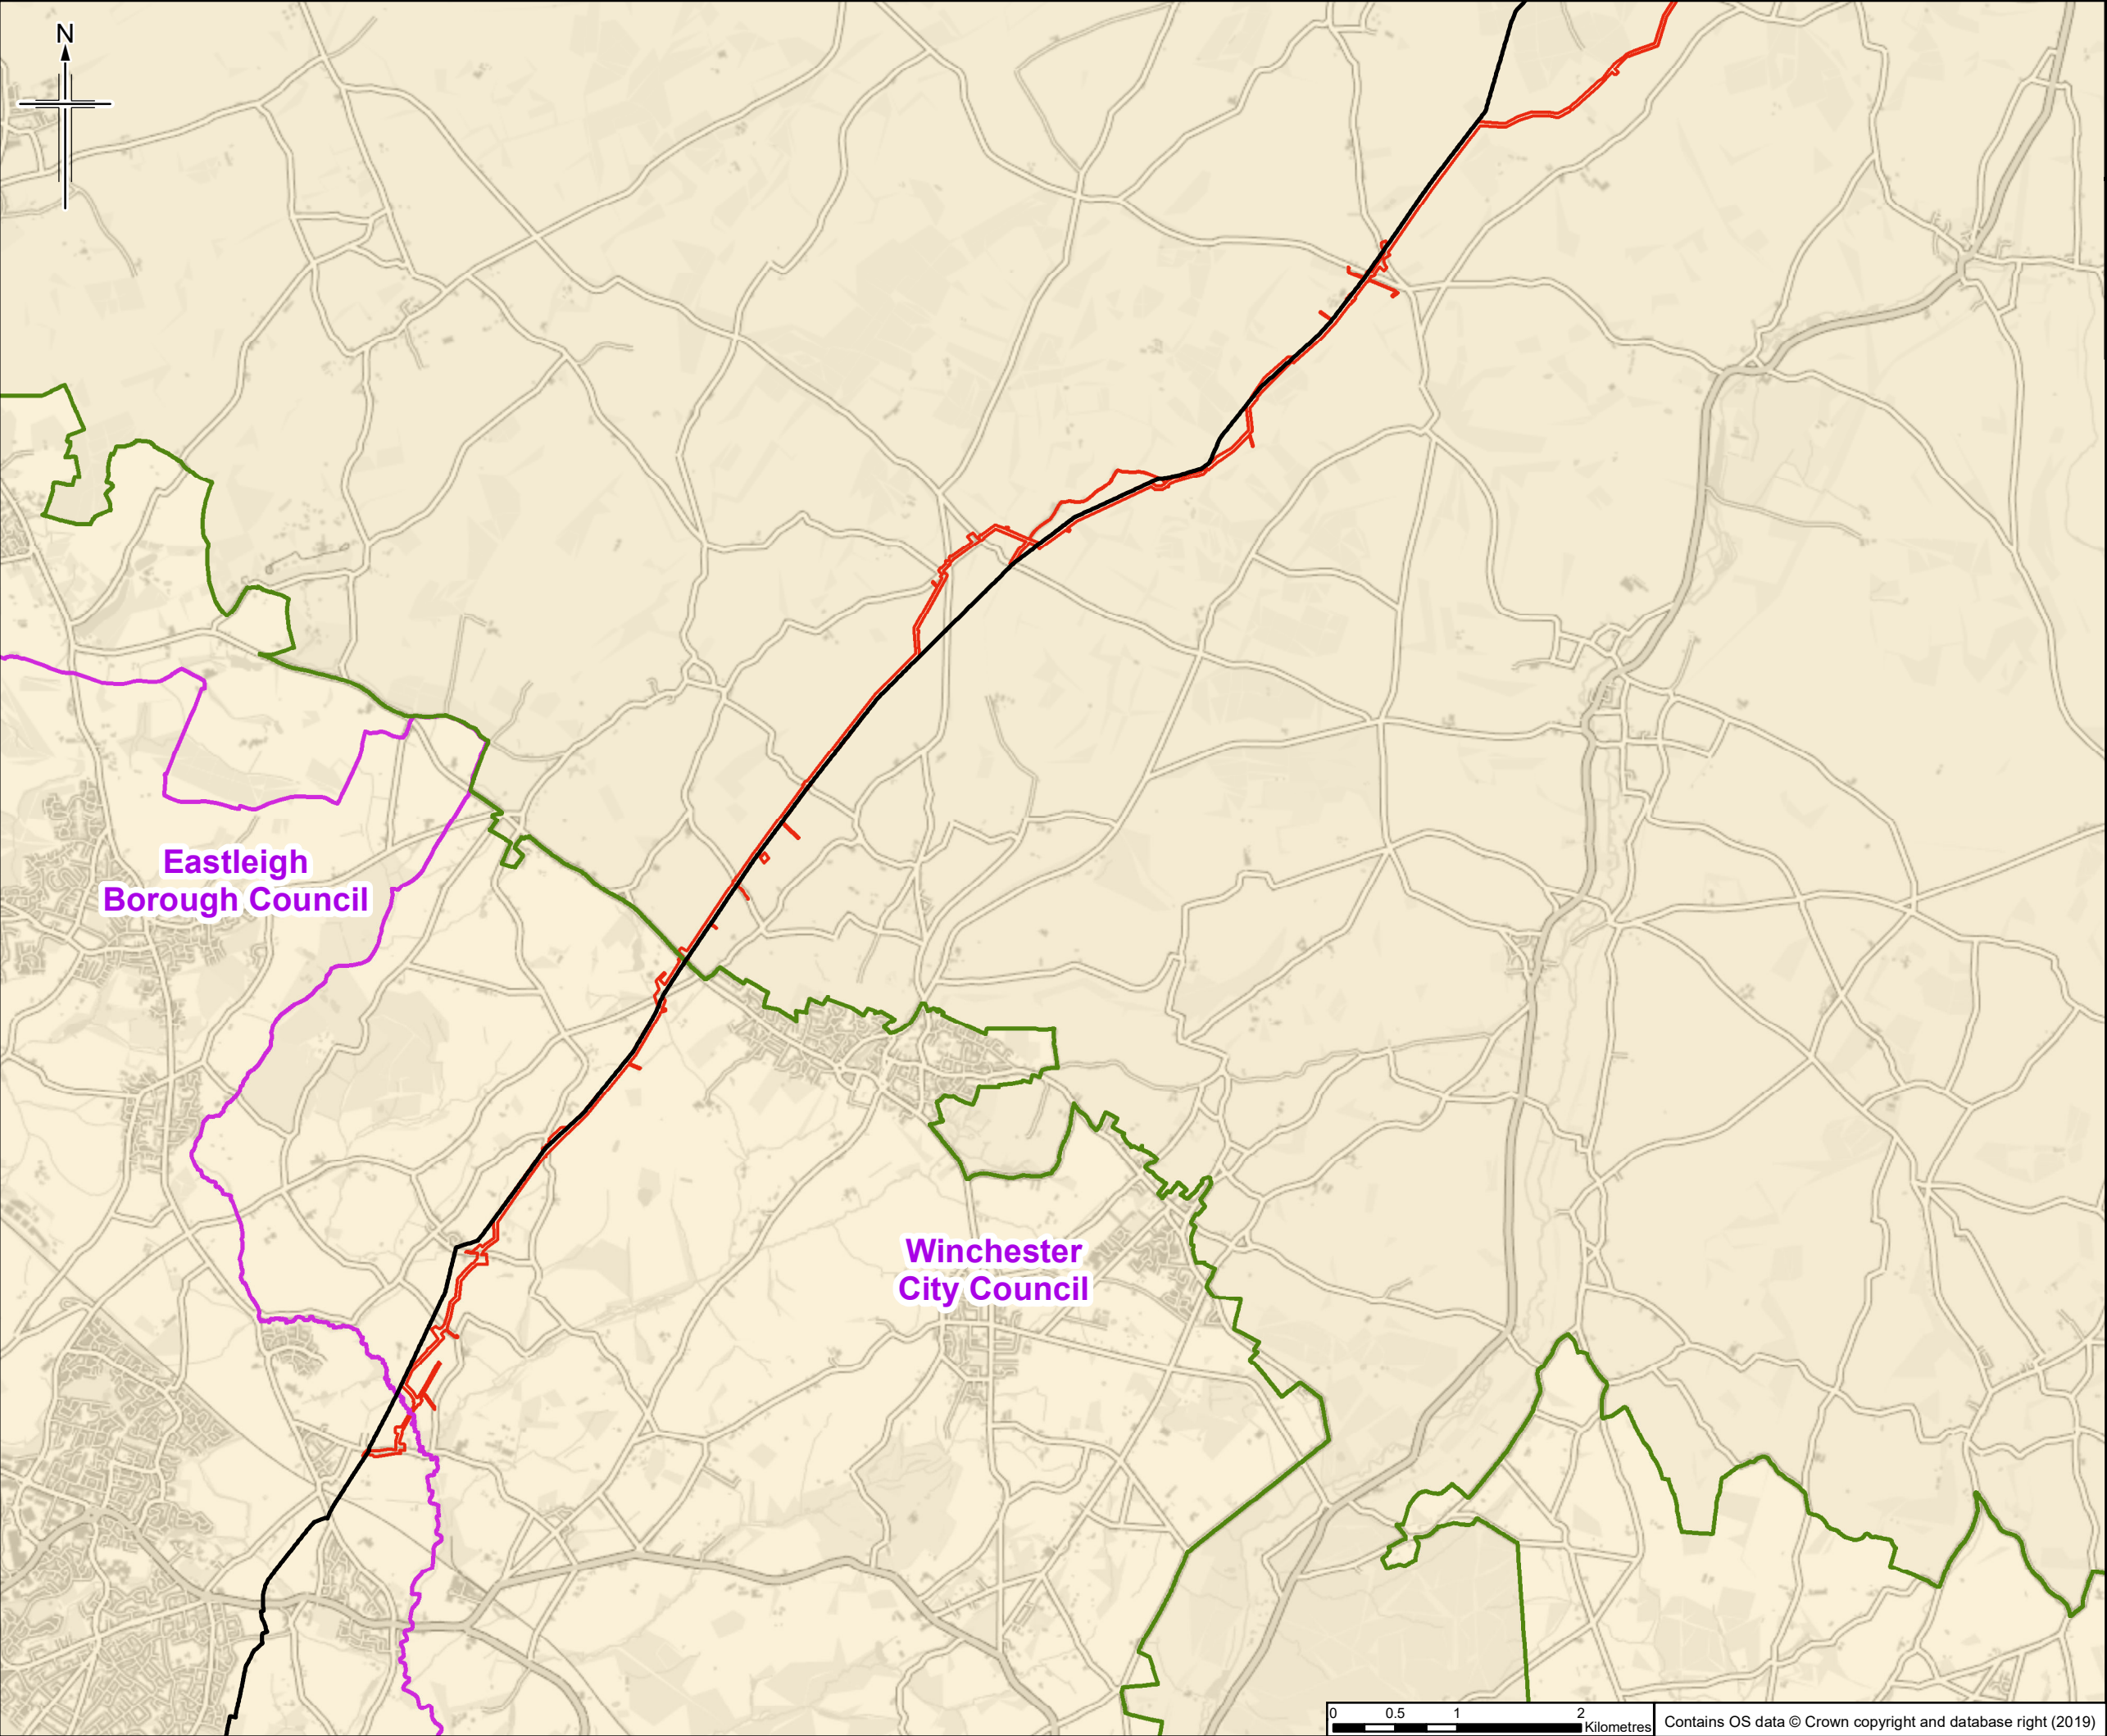 N
Eastleigh
Borough Council
Winchester
City Council
0 0.5 1 2
Kilometres
Contains OS data © Crown copyright and database right (2019)